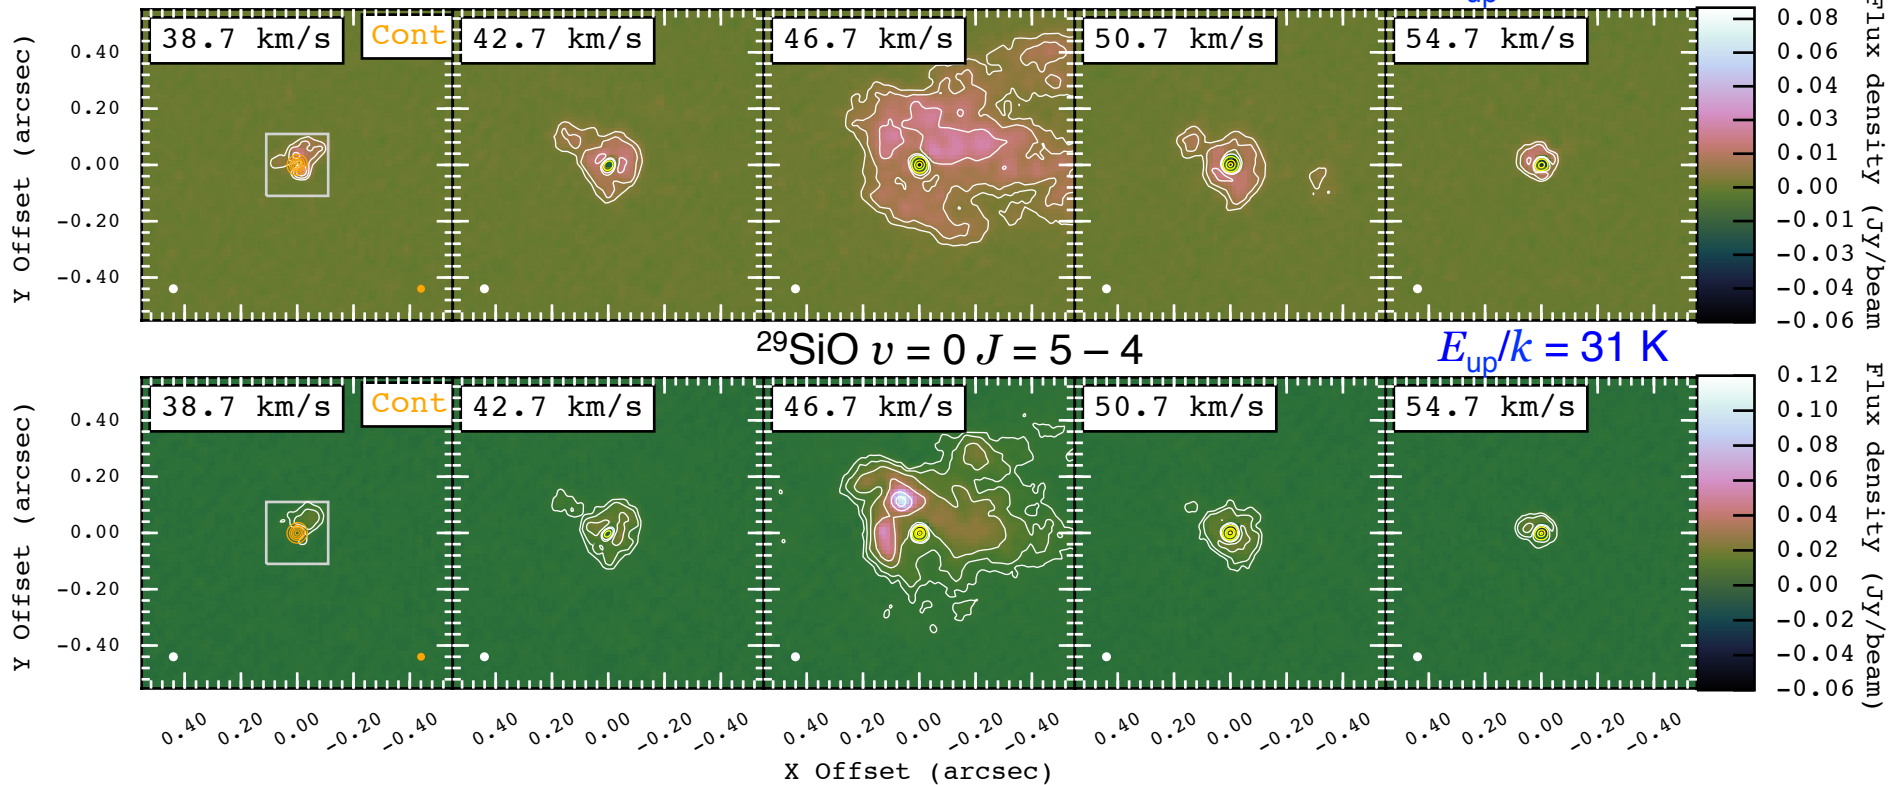 up
38.7 km/s Cont 42.7 km/s 46.7 km/s 50.7 km/s 54.7 km/s
0.40
0.20
0.00
−0.20
−0.40
Y Offset (arcsec)
0.08
0.06
0.04
0.03
0.01
0.00
−0.01
−0.03
−0.04
−0.06
Flux density (Jy/beam
²⁹SiO v = 0 J = 5 – 4
E_up/k = 31 K
38.7 km/s Cont 42.7 km/s 46.7 km/s 50.7 km/s 54.7 km/s
0.40
0.20
0.00
−0.20
−0.40
Y Offset (arcsec)
0.12
0.10
0.08
0.06
0.04
0.02
0.00
−0.02
−0.04
−0.06
Flux density (Jy/beam)
0.40 0.20 0.00 −0.20 −0.40 0.40 0.20 0.00 −0.20 −0.40 0.40 0.20 0.00 −0.20 −0.40 0.40 0.20 0.00 −0.20 −0.40 0.40 0.20 0.00 −0.20 −0.40
X Offset (arcsec)